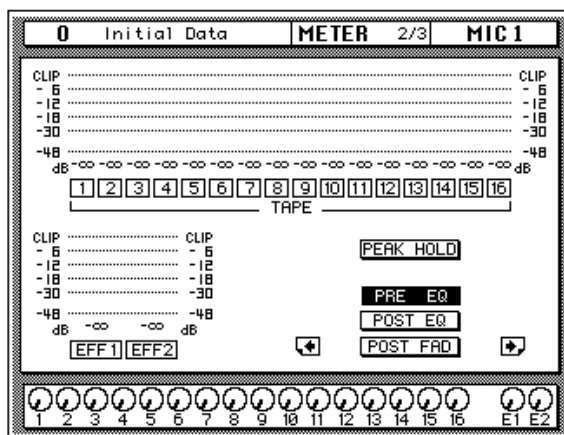 0 Initial Data METER 2/3 MIC 1
CLIP CLIP
- 6 - 6
-12 -12
-18 -18
-30 -30
-48 -48
dB -∞ -∞ -∞ -∞ -∞ -∞ -∞ -∞ -∞ -∞ -∞ -∞ -∞ -∞ -∞ -∞ dB
1 2 3 4 5 6 7 8 9 10 11 12 13 14 15 16
TAPE
CLIP CLIP
- 6 - 6
-12 -12
-18 -18
-30 -30
-48 -48
dB -∞ -∞ dB
EFF1 EFF2
PEAK HOLD
PRE EQ
POST EQ
POST FAD
1 2 3 4 5 6 7 8 9 10 11 12 13 14 15 16 E1 E2